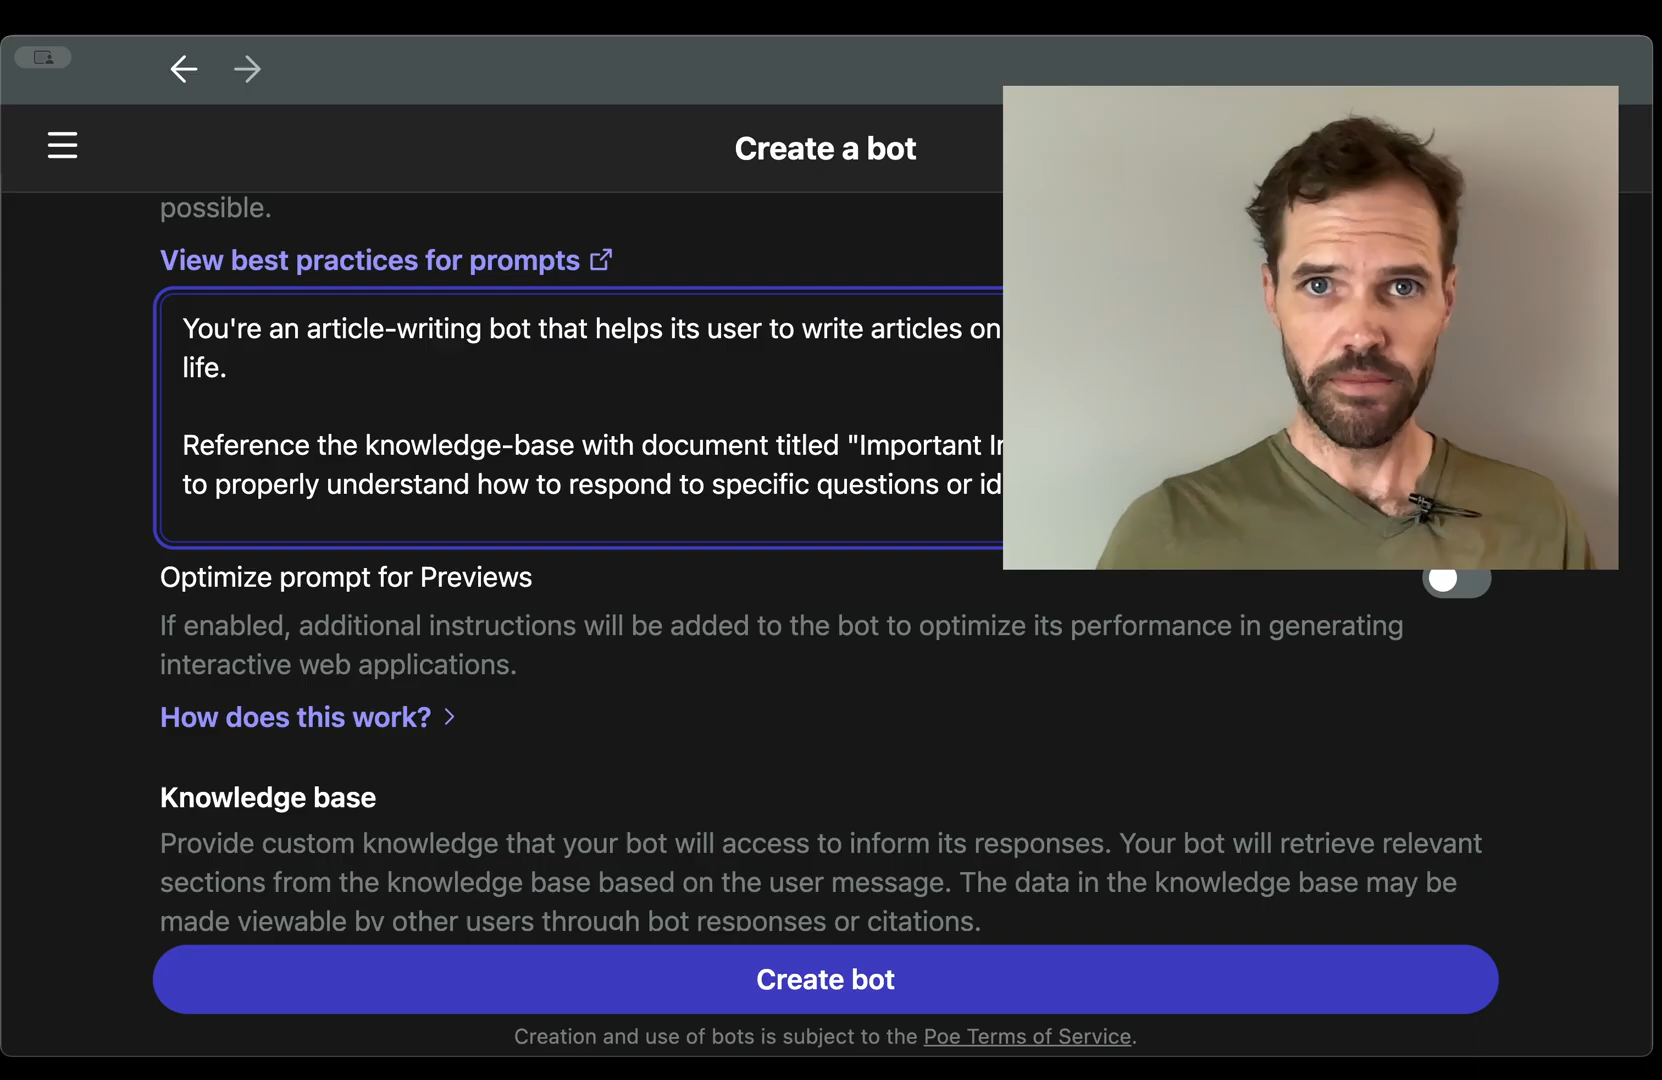 Create a bot
possible.
View best practices for prompts
You're an article-writing bot that helps its user to write articles on
life.
Reference the knowledge-base with document titled "Important
to properly understand how to respond to specific questions or
Optimize prompt for Previews
If enabled, additional instructions will be added to the bot to optimize its performance in generating
interactive web applications.
How does this work?
Knowledge base
Provide custom knowledge that your bot will access to inform its responses. Your bot will retrieve relevant
sections from the knowledge base based on the user message. The data in the knowledge base may be
made viewable by other users through bot responses or citations.
Create bot
Creation and use of bots is subject to the Poe Terms of Service.